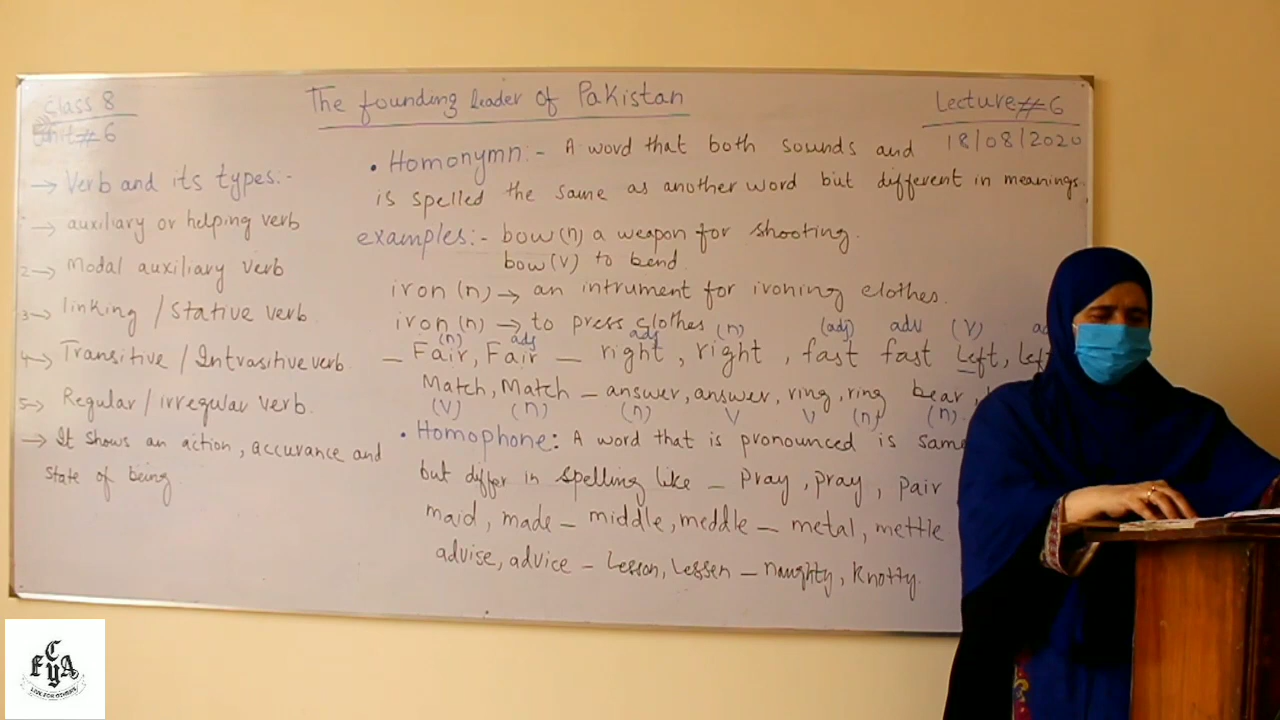 Class 8
Unit # 6
The founding leader of Pakistan
Lecture # 6
18/08/2020
→ Verb and its types:-
→ auxiliary or helping verb
2 → Modal auxiliary verb
3 → linking / Stative verb
4 → Transitive / Intrasitive verb.
5 → Regular / irregular verb.
→ It shows an action, accurance and
state of being
• Homonymn:- A word that both sounds and
is spelled the same as another word but different in meanings.
examples:- bow (n) a weapon for shooting.
bow (v) to bend
iron (n) → an intrument for ironing clothes.
iron (n) → to press clothes
(n) adj adj (n) (adj) adv (V)
– Fair, Fair – right, right, fast fast Left, left
Match, Match – answer, answer, ring, ring bear,
(V) (n) (n) V V (n) (n)
• Homophone: A word that is pronounced is same
but differ in spelling like – Pray, pray, pair
maid, made – middle, meddle – metal, mettle
advise, advice – Lesson, Lessen – naughty, knotty.
C
F Y A
LIVE FOR OTHERS